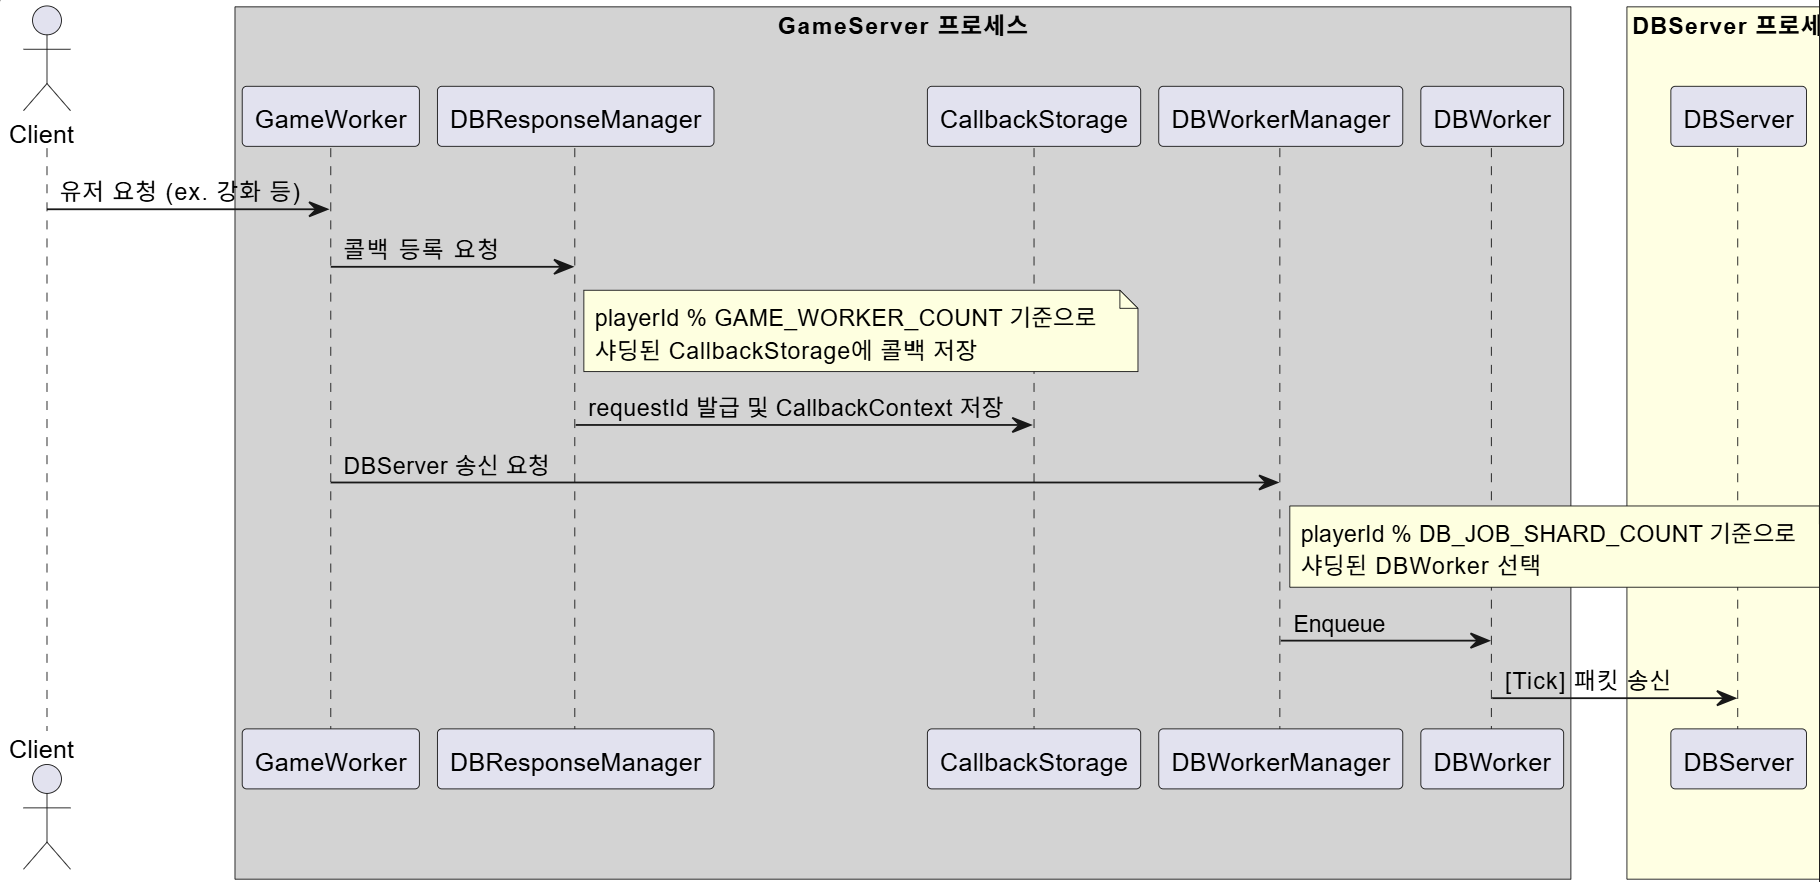 GameServer 프로세스
DBServer 프로세
Client
GameWorker
DBResponseManager
CallbackStorage
DBWorkerManager
DBWorker
DBServer
유저 요청 (ex. 강화 등)
콜백 등록 요청
playerId % GAME_WORKER_COUNT 기준으로
샤딩된 CallbackStorage에 콜백 저장
requestId 발급 및 CallbackContext 저장
DBServer 송신 요청
playerId % DB_JOB_SHARD_COUNT 기준으로
샤딩된 DBWorker 선택
Enqueue
[Tick] 패킷 송신
Client
GameWorker
DBResponseManager
CallbackStorage
DBWorkerManager
DBWorker
DBServer